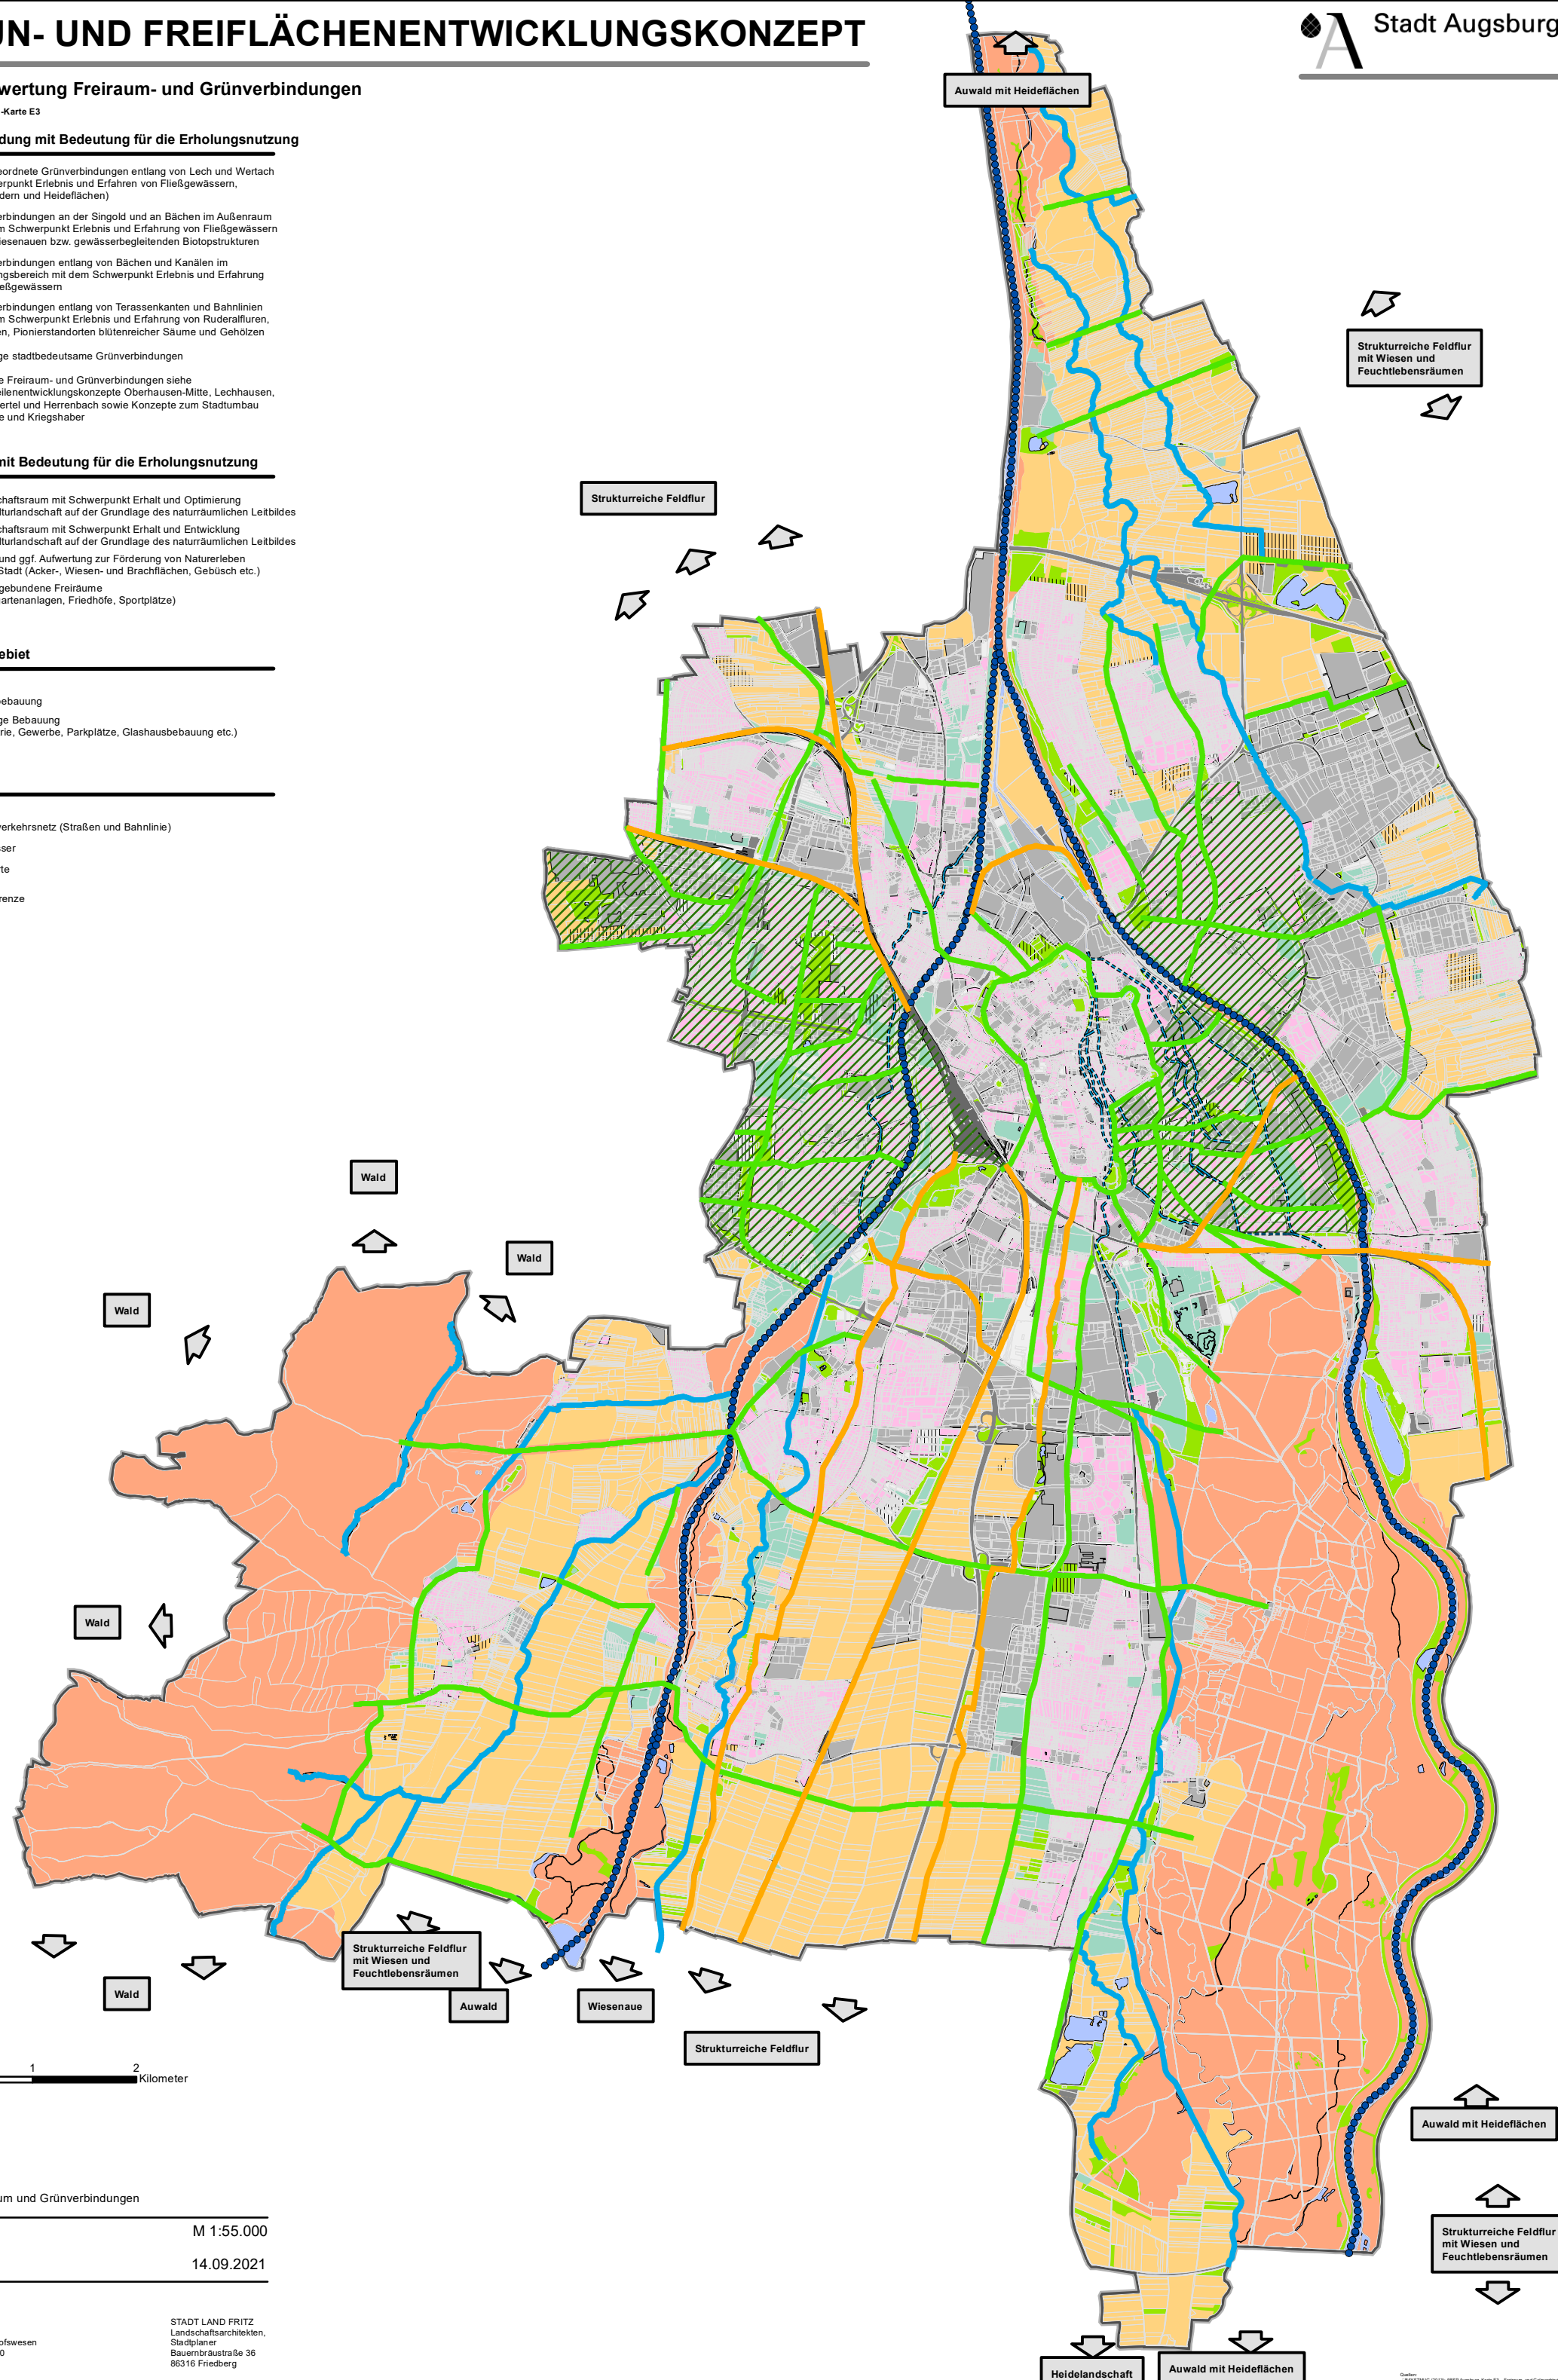 UN- UND FREIFLÄCHENENTWICKLUNGSKONZEPT
Stadt Augsburg
wertung Freiraum- und Grünverbindungen
-Karte E3
dung mit Bedeutung für die Erholungsnutzung
eordnete Grünverbindungen entlang von Lech und Wertach
erpunkt Erlebnis und Erfahren von Fließgewässern,
dern und Heideflächen)
erbindungen an der Singold und an Bächen im Außenraum
m Schwerpunkt Erlebnis und Erfahrung von Fließgewässern
iesenauen bzw. gewässerbegleitenden Biotopstrukturen
erbindungen entlang von Bächen und Kanälen im
ngsbereich mit dem Schwerpunkt Erlebnis und Erfahrung
eßgewässern
erbindungen entlang von Terassenkanten und Bahnlinien
m Schwerpunkt Erlebnis und Erfahrung von Ruderalfluren,
en, Pionierstandorten blütenreicher Säume und Gehölzen
ge stadtbedeutsame Grünverbindungen
e Freiraum- und Grünverbindungen siehe
eilenentwicklungskonzepte Oberhausen-Mitte, Lechhausen,
ertel und Herrenbach sowie Konzepte zum Stadtumbau
e und Kriegshaber
mit Bedeutung für die Erholungsnutzung
chaftsraum mit Schwerpunkt Erhalt und Optimierung
lturlandschaft auf der Grundlage des naturräumlichen Leitbildes
chaftsraum mit Schwerpunkt Erhalt und Entwicklung
lturlandschaft auf der Grundlage des naturräumlichen Leitbildes
und ggf. Aufwertung zur Förderung von Naturerleben
Stadt (Acker-, Wiesen- und Brachflächen, Gebüsch etc.)
gebundene Freiräume
artenanlagen, Friedhöfe, Sportplätze)
ebiet
ebauung
ge Bebauung
rie, Gewerbe, Parkplätze, Glashausbebauung etc.)
verkehrsnetz (Straßen und Bahnlinie)
sser
te
renze
Auwald mit Heideflächen
Strukturreiche Feldflur
mit Wiesen und
Feuchtlebensräumen
Strukturreiche Feldflur
Wald
Wald
Wald
Wald
Wald
Strukturreiche Feldflur
mit Wiesen und
Feuchtlebensräumen
Auwald
Wiesenaue
Strukturreiche Feldflur
Auwald mit Heideflächen
Strukturreiche Feldflur
mit Wiesen und
Feuchtlebensräumen
Heidelandschaft
Auwald mit Heideflächen
1 2
Kilometer
um und Grünverbindungen
M 1:55.000
14.09.2021
ofswesen
0
STADT LAND FRITZ
Landschaftsarchitekten,
Stadtplaner
Bauernbräustraße 36
86316 Friedberg
Quellen: